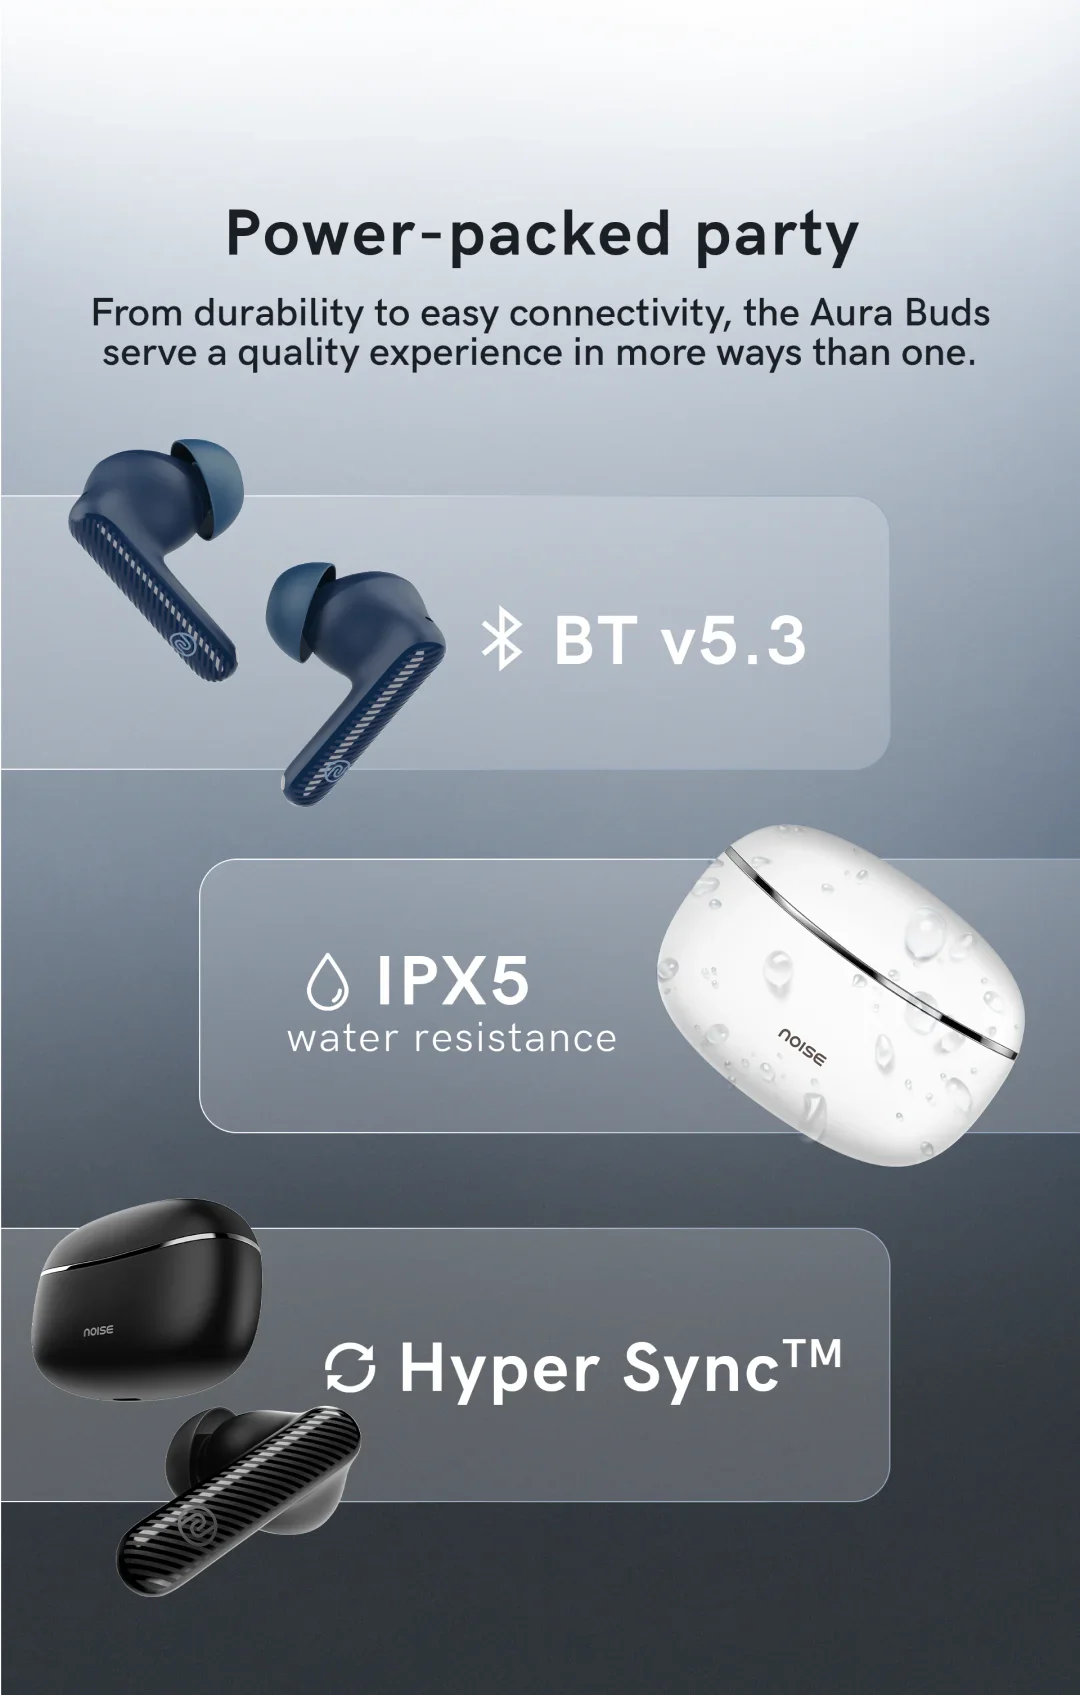 Power-packed party
From durability to easy connectivity, the Aura Buds
serve a quality experience in more ways than one.
BT v5.3
IPX5
water resistance
NOISE
NOISE
Hyper Sync™